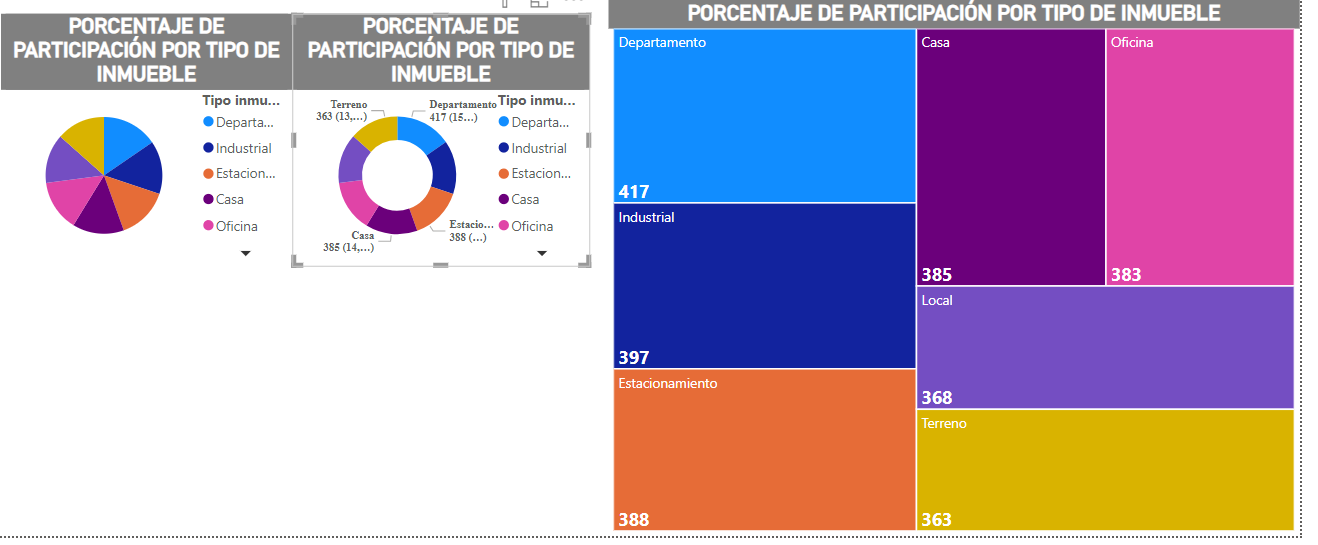 PORCENTAJE DE
PARTICIPACIÓN POR TIPO DE
INMUEBLE
Tipo inmu...
Departa...
Industrial
Estacion...
Casa
Oficina
PORCENTAJE DE
PARTICIPACIÓN POR TIPO DE
INMUEBLE
Terreno
363 (13,...)
Departamento
417 (15...)
Estacio...
388 (...)
Casa
385 (14,...)
Tipo inmu...
Departa...
Industrial
Estacion...
Casa
Oficina
PORCENTAJE DE PARTICIPACIÓN POR TIPO DE INMUEBLE
Departamento
417
Industrial
397
Estacionamiento
388
Casa
385
Oficina
383
Local
368
Terreno
363